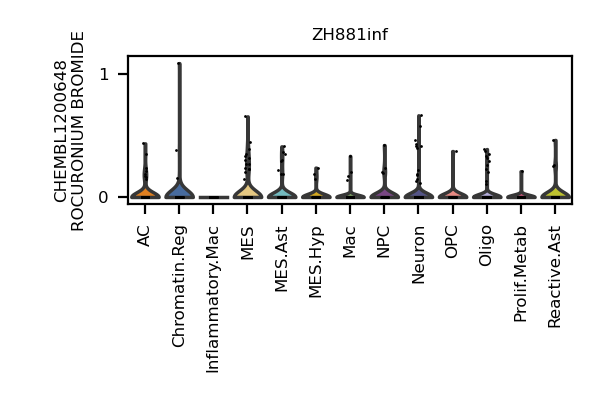 ZH881inf
CHEMBL1200648
ROCURONIUM BROMIDE
1
0
AC
Chromatin.Reg
Inflammatory.Mac
MES
MES.Ast
MES.Hyp
Mac
NPC
Neuron
OPC
Oligo
Prolif.Metab
Reactive.Ast